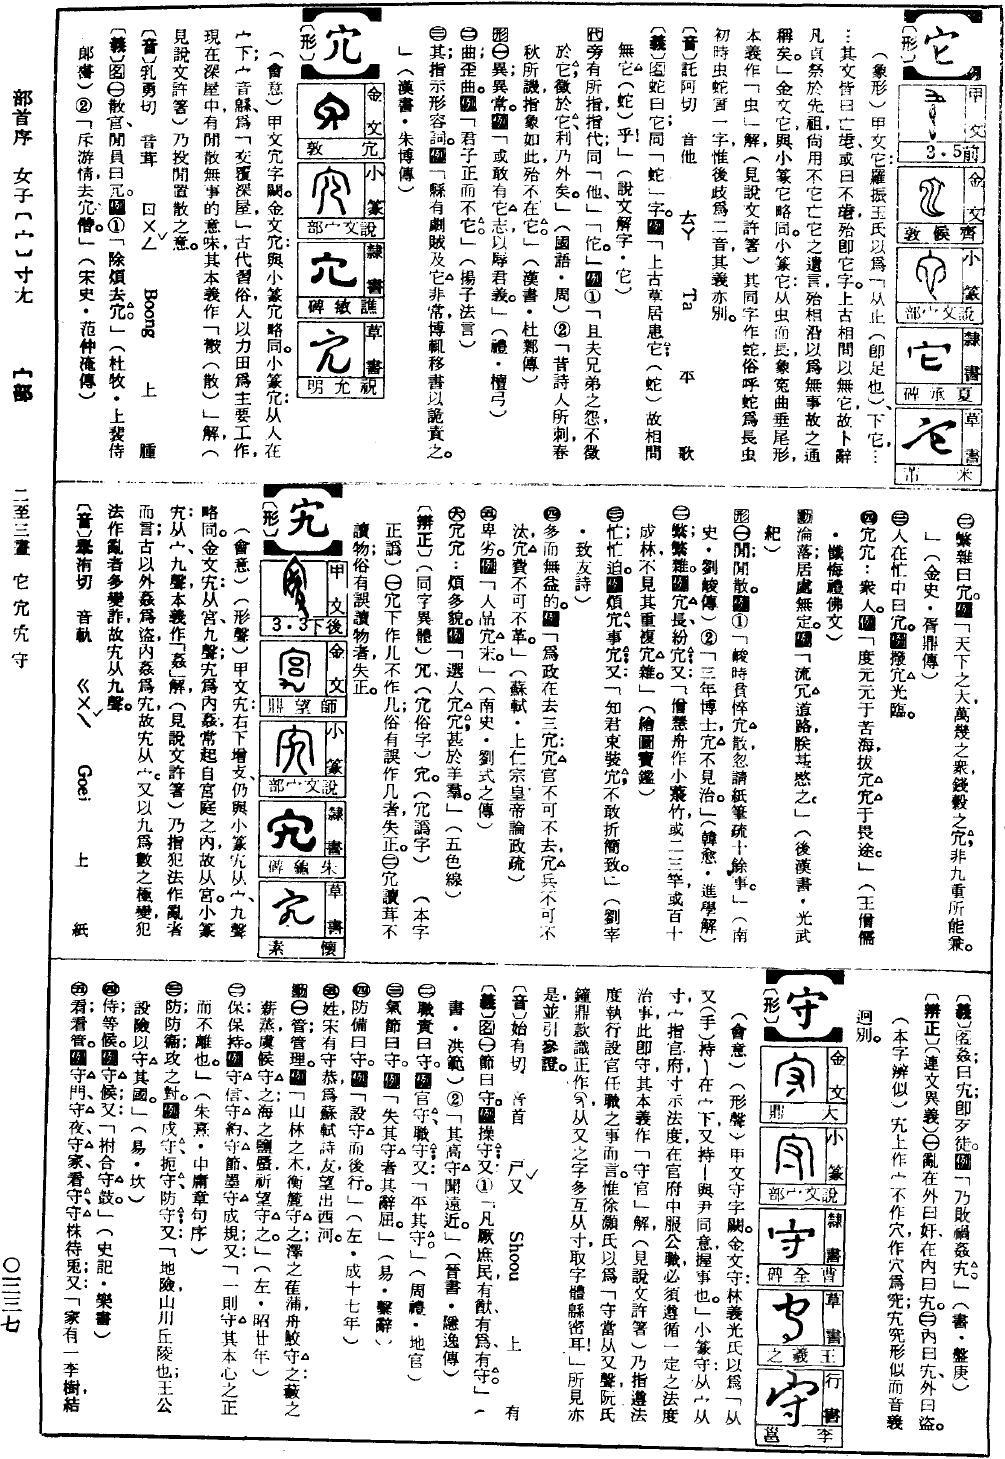 【它】
〔形〕
甲文 前5.3
金文 齊侯敦
小篆 說文宀部
隸書 夏承碑
草書 米芾
（象形）甲文它羅振玉氏以爲「从止（即足也）、下它…
…其文皆曰亡𡿦或曰不𡿦殆即它字。上古相問以無它，故卜辭
凡貞祭於先祖尙用不它亡它之遺言，殆相沿以爲無事故之通
稱矣。」金文它與小篆它略同。小篆它：从虫而長，象寃曲垂尾形，
本義作「虫」解（見說文許箸）其同字作蛇，俗呼蛇爲長虫，
初時虫蛇實一字，惟後歧爲二音，其義亦別。
〔音〕託阿切　音他　ㄊㄚ　Ta　平　歌
〔義〕名蛇曰它；同「蛇」字。例「上古草居患它（蛇）故相問
無它（蛇）乎！」（說文解字·它）
代旁有所指；指代同「他」、「佗」。例①「且夫兄弟之怨，不徵
於它，徵於它，利乃外矣。」（國語·周）②「昔詩人所刺，春
秋所譏，指象如此，殆不在它。」（漢書·杜鄴傳）
形㊀異；異常。例「或敢有它志，以辱君義。」（禮·檀弓）
㊁曲；歪曲。例「君子正而不它。」（揚子法言）
㊂其；指示形容詞。例「縣有劇賊及它非常，博輒移書以詭責之。
」（漢書·朱博傳）
【宂】
〔形〕
金文 宂敦
小篆 說文宀部
隸書 譙敏碑
草書 祝允明
（會意）甲文宂字闕。金文宂：與小篆宂略同。小篆宂：从人在
宀下，宀音緜，爲「交覆深屋」，古代習俗人以力田爲主要工作，
現在深屋中有閒散無事的意味，其本義作「㪚（散）」解（
見說文許箸）乃投閒置散之意。
〔音〕乳勇切　音茸　ㄖㄨㄥˇ　Roong　上　腫
〔義〕名㊀散官閒員曰宂。例①「除煩去宂」（杜牧·上裴侍
郎書）②「斥游惰，去宂僭。」（宋史·范仲淹傳）
㊁繁雜曰宂。例「天下之大，萬幾之衆，錢穀之宂，非九重所能兼。
」（金史·胥鼎傳）
㊂人在忙中曰宂。例撥宂光臨。
㊃宂宂：衆人。例「度元元于苦海，拔宂宂于畏途。」（王僧孺
·懺悔禮佛文）
動淪落；居處無定。例「流宂道路，朕甚愍之。」（後漢書·光武
紀）
形㊀閒；閒散。例①「峻時貧悴宂散，忽請紙筆疏十餘事。」（南
史·劉峻傳）②「三年博士，宂不見治。」（韓愈·進學解）
㊁繁；繁雜。例宂長紛宂；又「僧慧舟作小叢竹，或二三竿，或百十
成林，不見其重複宂雜。」（繪圖寶鑑）
㊂忙；忙迫。例煩宂事宂；又「知君束裝宂，不敢折簡致。」（劉宰
·致友詩）
㊃多而無益的。例「爲政在去三宂：宂官不可不去，宂兵不可不
汰，宂費不可不革。」（蘇軾·上仁宗皇帝論政疏）
㊄卑劣。例「人品宂末。」（南史·劉式之傳）
㊅宂宂：煩多貌。例「選人宂宂，甚於羊羣。」（五色線）
〔辨正〕（同字異體）冗。（宂俗字）宂。（宂譌字）　（本字
正譌）㊀宂下作儿，不作几，俗有誤作几者，失正。㊁宂讀茸，不
讀物，俗有誤讀物者，失正。
【宄】
〔形〕
甲文 後下3.3
金文 師望鼎
小篆 說文宀部
隸書 朱龜碑
草書 懷素
（會意）（形聲）甲文宄：右下增攴，仍與小篆宄从宀、九聲
略同。金文宄：从宮，九聲；宄爲內姦，常起自宮庭之內，故从宮。小篆
宄：从宀，九聲，本義作「姦」解（見說文許箸）乃指犯法作亂者
而言；古以外姦爲盜，內姦爲宄，故宄从宀。又以九爲數之極，變犯
法作亂者多變詐，故宄从九聲。
〔音〕舉洧切　音軌　ㄍㄨㄟˇ　Goei　上　紙
〔義〕名姦曰宄；卽歹徒。例「乃敗禍姦宄」（書·盤庚）
〔辨正〕（連文異義）㊀亂在外曰奸，在內曰宄。㊁內曰宄，外曰盜。
（本字辨似）宄上作宀，不作穴，作穴爲究；宄究形似而音義
迥別。
【守】
〔形〕
金文 大鼎
小篆 說文宀部
隸書 曹全碑
草書 王羲之
行書 李邕
（會意）（形聲）甲文守字闕。金文守：林義光氏以爲「从
又（手）持｜在宀下，又持｜與尹同意，握事也。」小篆守：从宀从
寸，宀指官府，寸示法度，在官府中服公職，必須遵循一定之法度
治事，此卽守，其本義作「守官」解（見說文許箸）乃指遵法
度執行設官任職之事而言。惟徐灝氏以爲「守當从又聲，阮氏
鐘鼎款識正作，从又之字多互从寸，取字體緜密耳！」所見亦
是，並引參證。
〔音〕始有切　音首　ㄕㄡˇ　Shoou　上　有
〔義〕名㊀節曰守。例操守；又①「凡厥庶民，有猷有爲有守」（
書·洪範）②「其高守聞遠近。」（晉書·隱逸傳）
㊁職責曰守。例官守、職守；又「平其守」（周禮·地官）
㊂氣節曰守。例「失其守者其辭屈。」（易·繫辭）
㊃防備曰守。例「設守而後行。」（左·成十七年）
㊄姓，宋有守恭，爲蘇軾詩友，望出西河。
動㊀管；管理。例「山林之木，衡麓守之，澤之萑蒲，舟鮫守之，藪之
薪蒸，虞候守之，海之鹽蜃，祈望守之。」（左·昭廿年）
㊁保；保持。例守信、守約、守節、墨守成規；又「一則守其本心之正
而不離也」（朱熹·中庸章句序）
㊂防；防衞；攻之對。例戍守、扼守、防守；又「地險，山川丘陵也，王公
設險以守其國」（易·坎）
㊃待；等候。例守候；又「拊合守鼓。」（史記·樂書）
㊄看；看管。例守門、守夜、守家、看守、守株待兎；又「家有一李樹，結
部首序　女子〔宀〕寸尢　宀部　二至三畫　它宂宄守　〇三三七